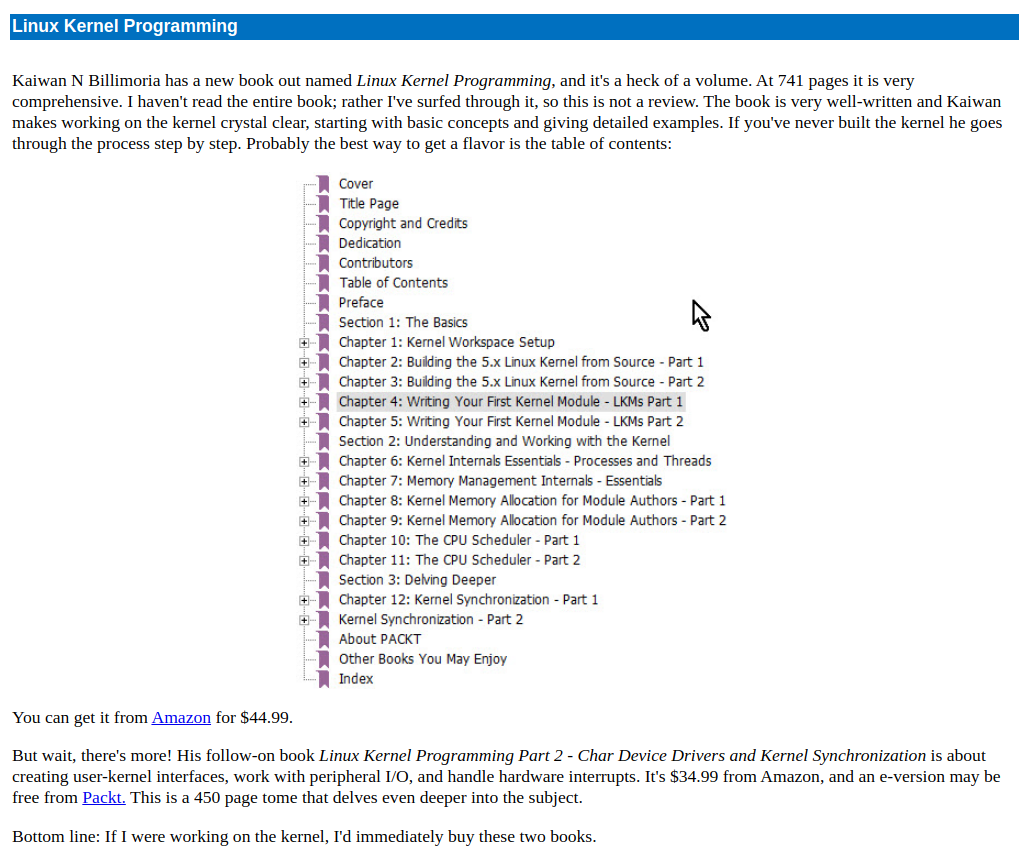 Linux Kernel Programming
Kaiwan N Billimoria has a new book out named Linux Kernel Programming, and it's a heck of a volume. At 741 pages it is very
comprehensive. I haven't read the entire book; rather I've surfed through it, so this is not a review. The book is very well-written and Kaiwan
makes working on the kernel crystal clear, starting with basic concepts and giving detailed examples. If you've never built the kernel he goes
through the process step by step. Probably the best way to get a flavor is the table of contents:
Cover
Title Page
Copyright and Credits
Dedication
Contributors
Table of Contents
Preface
Section 1: The Basics
Chapter 1: Kernel Workspace Setup
Chapter 2: Building the 5.x Linux Kernel from Source - Part 1
Chapter 3: Building the 5.x Linux Kernel from Source - Part 2
Chapter 4: Writing Your First Kernel Module - LKMs Part 1
Chapter 5: Writing Your First Kernel Module - LKMs Part 2
Section 2: Understanding and Working with the Kernel
Chapter 6: Kernel Internals Essentials - Processes and Threads
Chapter 7: Memory Management Internals - Essentials
Chapter 8: Kernel Memory Allocation for Module Authors - Part 1
Chapter 9: Kernel Memory Allocation for Module Authors - Part 2
Chapter 10: The CPU Scheduler - Part 1
Chapter 11: The CPU Scheduler - Part 2
Section 3: Delving Deeper
Chapter 12: Kernel Synchronization - Part 1
Kernel Synchronization - Part 2
About PACKT
Other Books You May Enjoy
Index
You can get it from Amazon for $44.99.
But wait, there's more! His follow-on book Linux Kernel Programming Part 2 - Char Device Drivers and Kernel Synchronization is about
creating user-kernel interfaces, work with peripheral I/O, and handle hardware interrupts. It's $34.99 from Amazon, and an e-version may be
free from Packt. This is a 450 page tome that delves even deeper into the subject.
Bottom line: If I were working on the kernel, I'd immediately buy these two books.